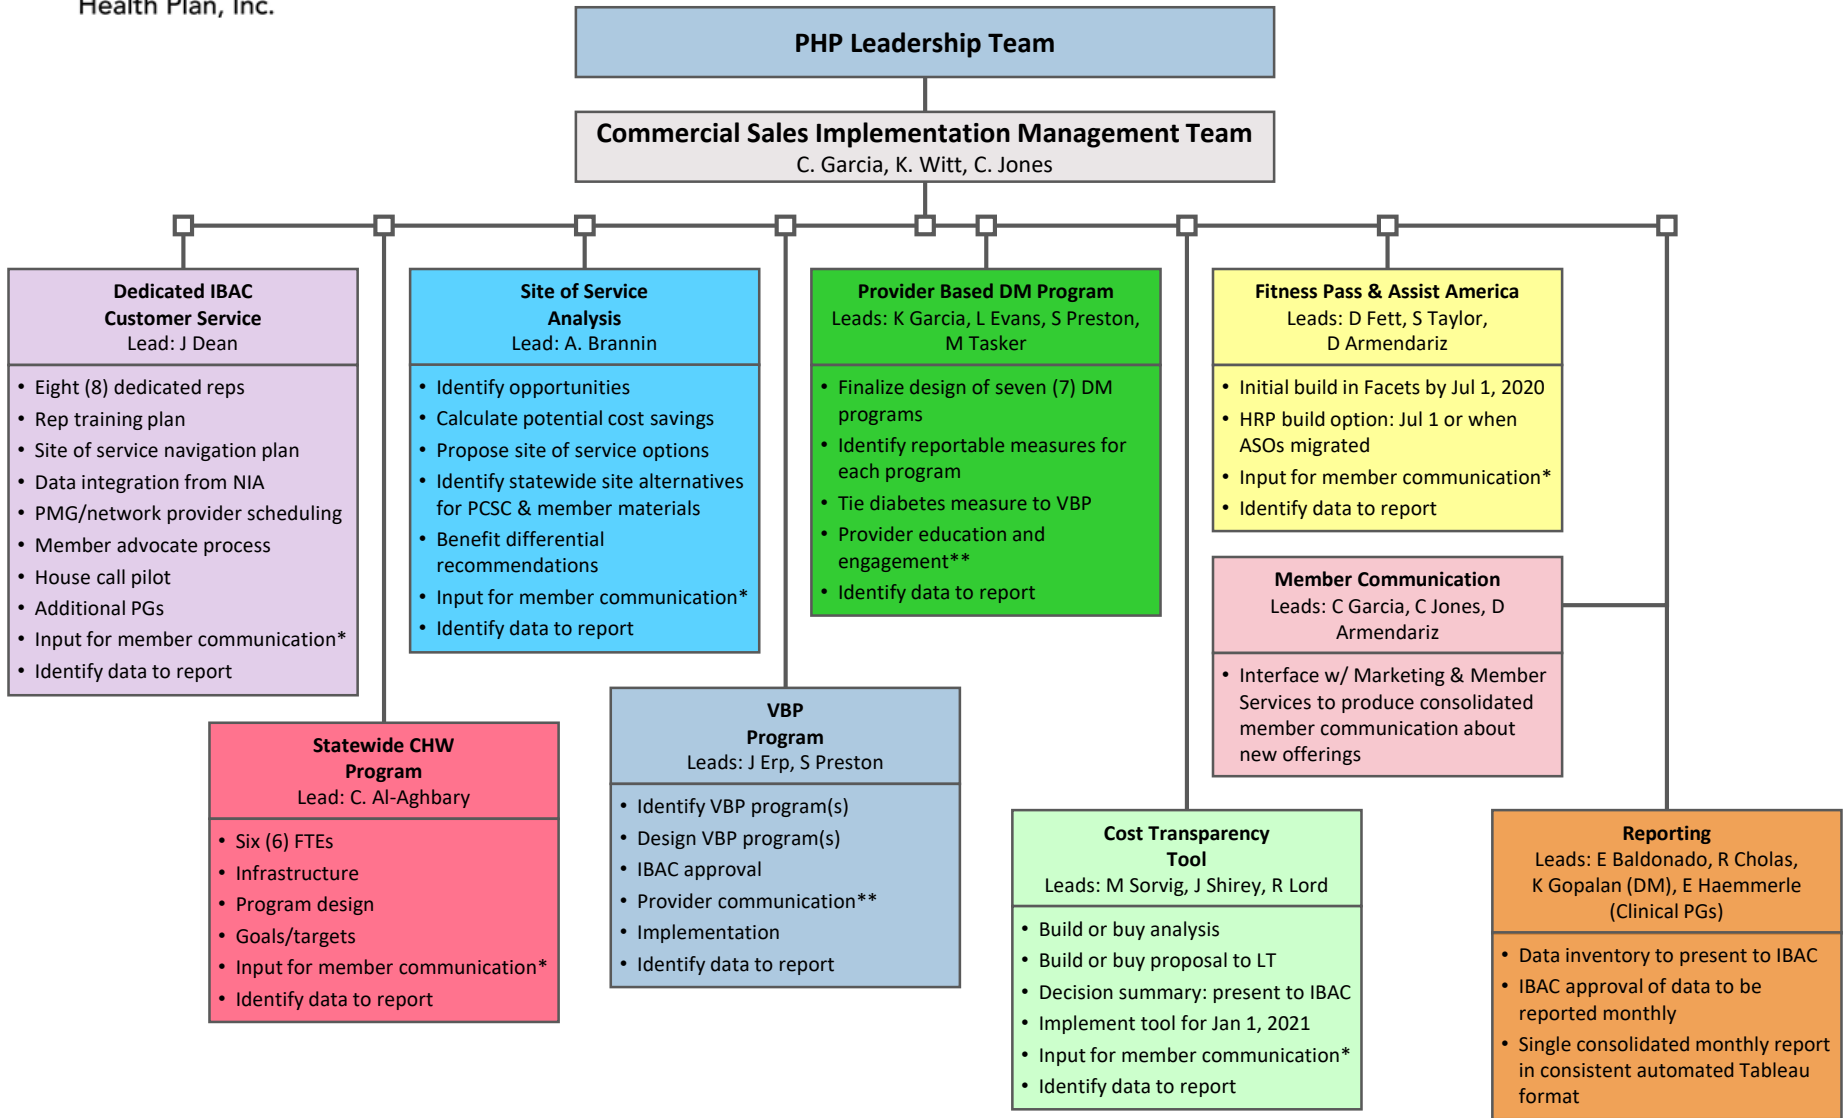 Health Plan, Inc.
PHP Leadership Team
Commercial Sales Implementation Management Team
C. Garcia, K. Witt, C. Jones
Dedicated IBAC
Customer Service
Lead: J Dean
• Eight (8) dedicated reps
• Rep training plan
• Site of service navigation plan
• Data integration from NIA
• PMG/network provider scheduling
• Member advocate process
• House call pilot
• Additional PGs
• Input for member communication*
• Identify data to report
Statewide CHW
Program
Lead: C. Al-Aghbary
• Six (6) FTEs
• Infrastructure
• Program design
• Goals/targets
• Input for member communication*
• Identify data to report
Site of Service
Analysis
Lead: A. Brannin
• Identify opportunities
• Calculate potential cost savings
• Propose site of service options
• Identify statewide site alternatives
for PCSC & member materials
• Benefit differential
recommendations
• Input for member communication*
• Identify data to report
VBP
Program
Leads: J Erp, S Preston
• Identify VBP program(s)
• Design VBP program(s)
• IBAC approval
• Provider communication**
• Implementation
• Identify data to report
Provider Based DM Program
Leads: K Garcia, L Evans, S Preston,
M Tasker
• Finalize design of seven (7) DM
programs
• Identify reportable measures for
each program
• Tie diabetes measure to VBP
• Provider education and
engagement**
• Identify data to report
Cost Transparency
Tool
Leads: M Sorvig, J Shirey, R Lord
• Build or buy analysis
• Build or buy proposal to LT
• Decision summary: present to IBAC
• Implement tool for Jan 1, 2021
• Input for member communication*
• Identify data to report
Fitness Pass & Assist America
Leads: D Fett, S Taylor,
D Armendariz
• Initial build in Facets by Jul 1, 2020
• HRP build option: Jul 1 or when
ASOs migrated
• Input for member communication*
• Identify data to report
Member Communication
Leads: C Garcia, C Jones, D
Armendariz
• Interface w/ Marketing & Member
Services to produce consolidated
member communication about
new offerings
Reporting
Leads: E Baldonado, R Cholas,
K Gopalan (DM), E Haemmerle
(Clinical PGs)
• Data inventory to present to IBAC
• IBAC approval of data to be
reported monthly
• Single consolidated monthly report
in consistent automated Tableau
format